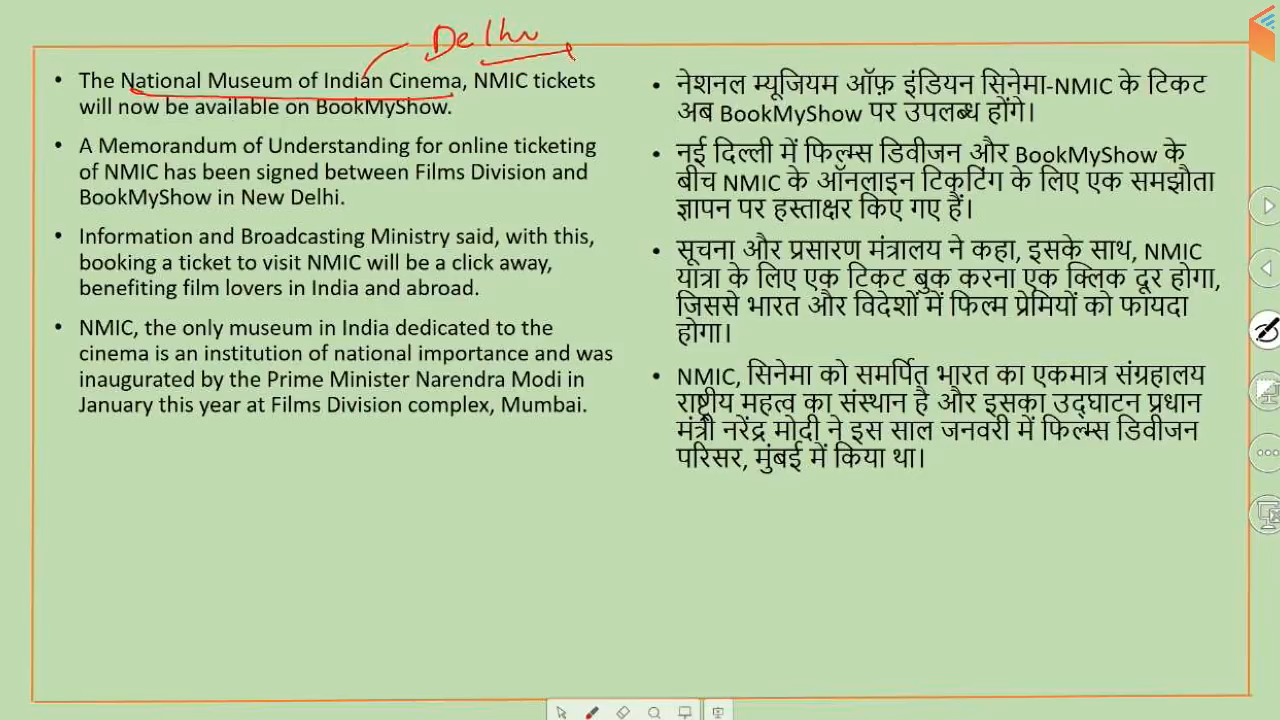 Delhi
• The National Museum of Indian Cinema, NMIC tickets
will now be available on BookMyShow.
• A Memorandum of Understanding for online ticketing
of NMIC has been signed between Films Division and
BookMyShow in New Delhi.
• Information and Broadcasting Ministry said, with this,
booking a ticket to visit NMIC will be a click away,
benefiting film lovers in India and abroad.
• NMIC, the only museum in India dedicated to the
cinema is an institution of national importance and was
inaugurated by the Prime Minister Narendra Modi in
January this year at Films Division complex, Mumbai.
• नेशनल म्यूजियम ऑफ़ इंडियन सिनेमा-NMIC के टिकट
अब BookMyShow पर उपलब्ध होंगे।
• नई दिल्ली में फिल्म्स डिवीजन और BookMyShow के
बीच NMIC के ऑनलाइन टिकटिंग के लिए एक समझौता
ज्ञापन पर हस्ताक्षर किए गए हैं।
• सूचना और प्रसारण मंत्रालय ने कहा, इसके साथ, NMIC
यात्रा के लिए एक टिकट बुक करना एक क्लिक दूर होगा,
जिससे भारत और विदेशों में फिल्म प्रेमियों को फायदा
होगा।
• NMIC, सिनेमा को समर्पित भारत का एकमात्र संग्रहालय
राष्ट्रीय महत्व का संस्थान है और इसका उद्घाटन प्रधान
मंत्री नरेंद्र मोदी ने इस साल जनवरी में फिल्म्स डिवीजन
परिसर, मुंबई में किया था।